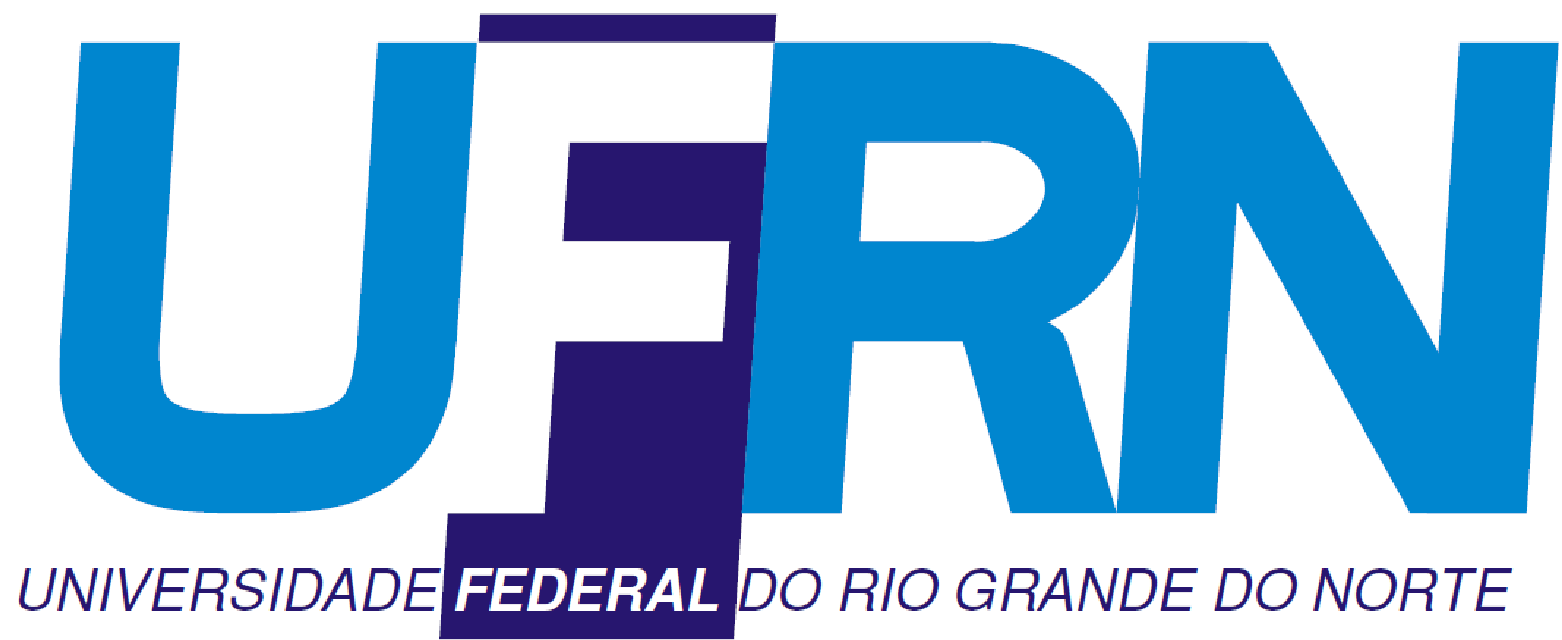 UFRN
UNIVERSIDADE FEDERAL DO RIO GRANDE DO NORTE